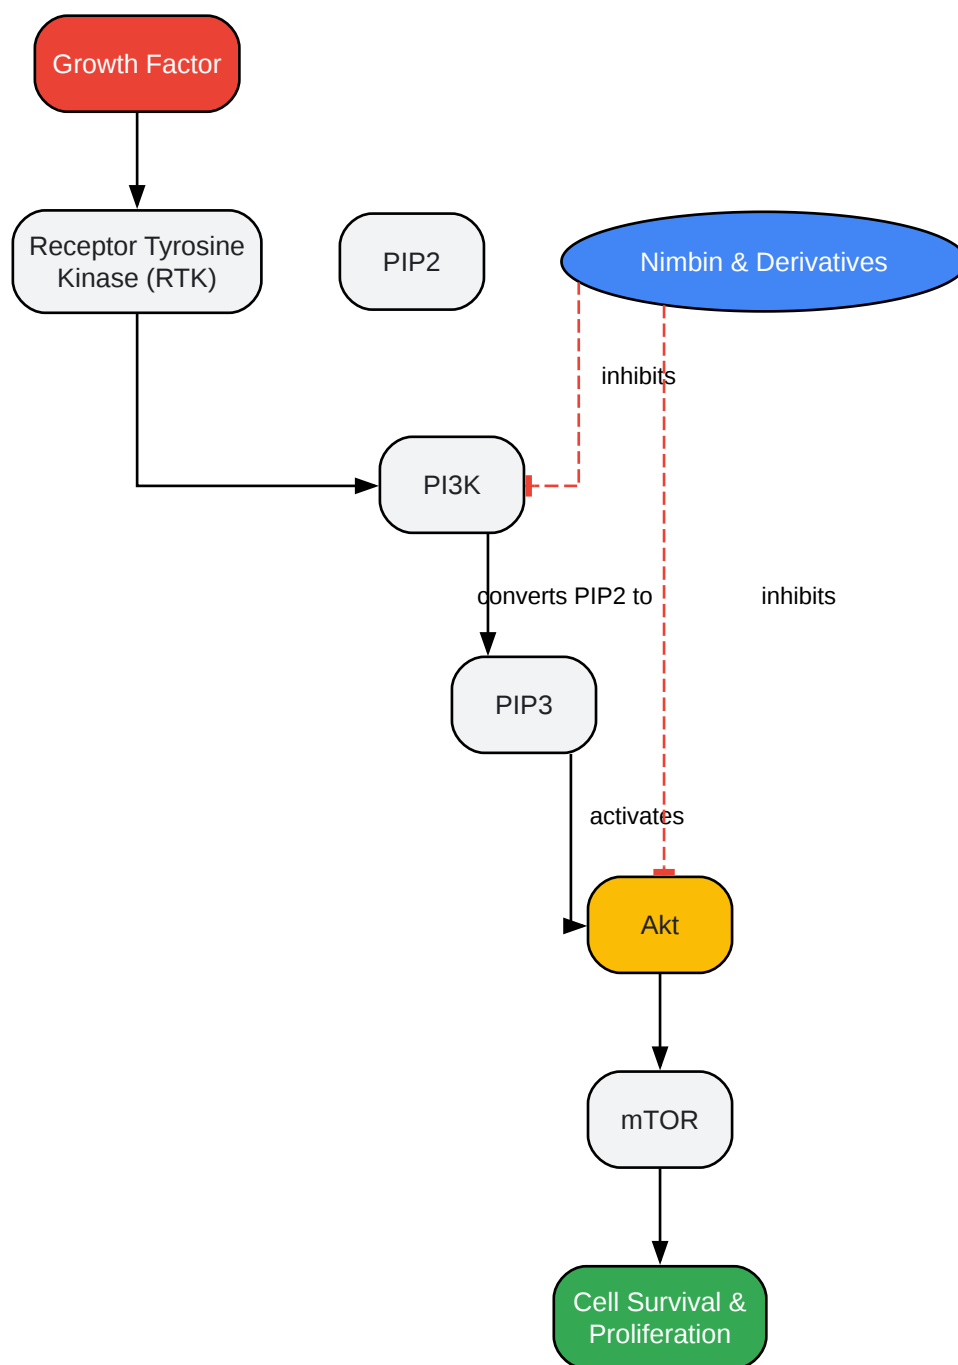 Growth Factor
Receptor Tyrosine
Kinase (RTK)
PIP2
Nimbin & Derivatives
inhibits
PI3K
converts PIP2 to
inhibits
PIP3
activates
Akt
mTOR
Cell Survival &
Proliferation